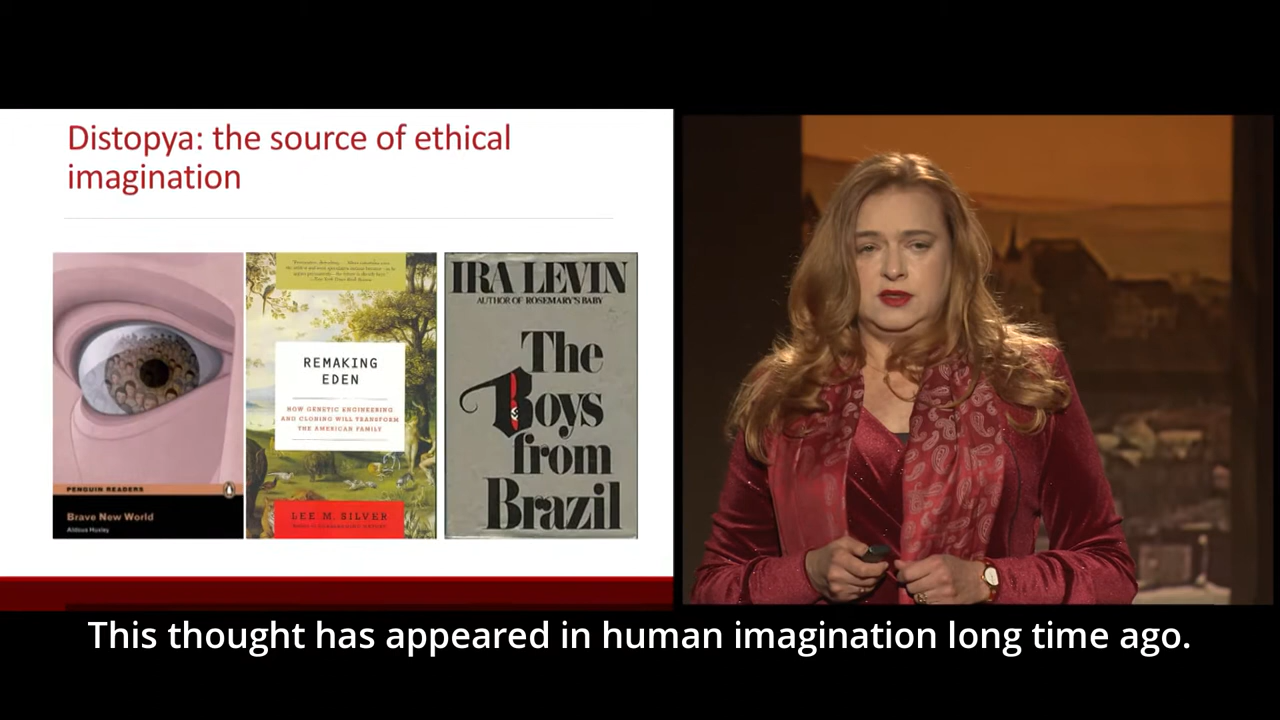 Distopya: the source of ethical
imagination
PENGUIN READERS
Brave New World
Aldous Huxley
REMAKING
EDEN
HOW GENETIC ENGINEERING
AND CLONING WILL TRANSFORM
THE AMERICAN FAMILY
LEE M. SILVER
IRA LEVIN
AUTHOR OF ROSEMARY'S BABY
The
Boys
from
Brazil
This thought has appeared in human imagination long time ago.